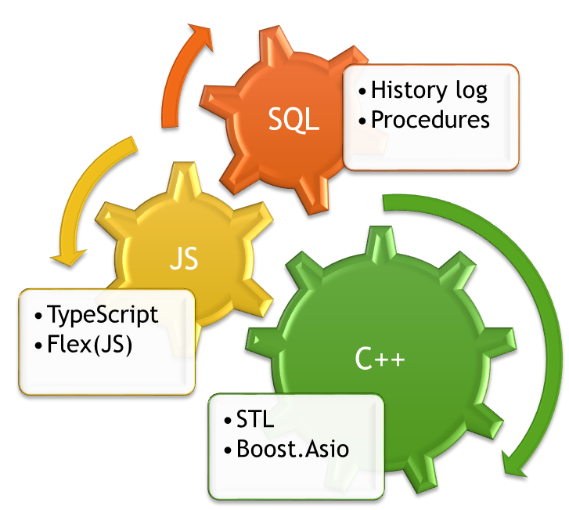 SQL
•History log
•Procedures
JS
•TypeScript
•Flex(JS)
C++
•STL
•Boost.Asio